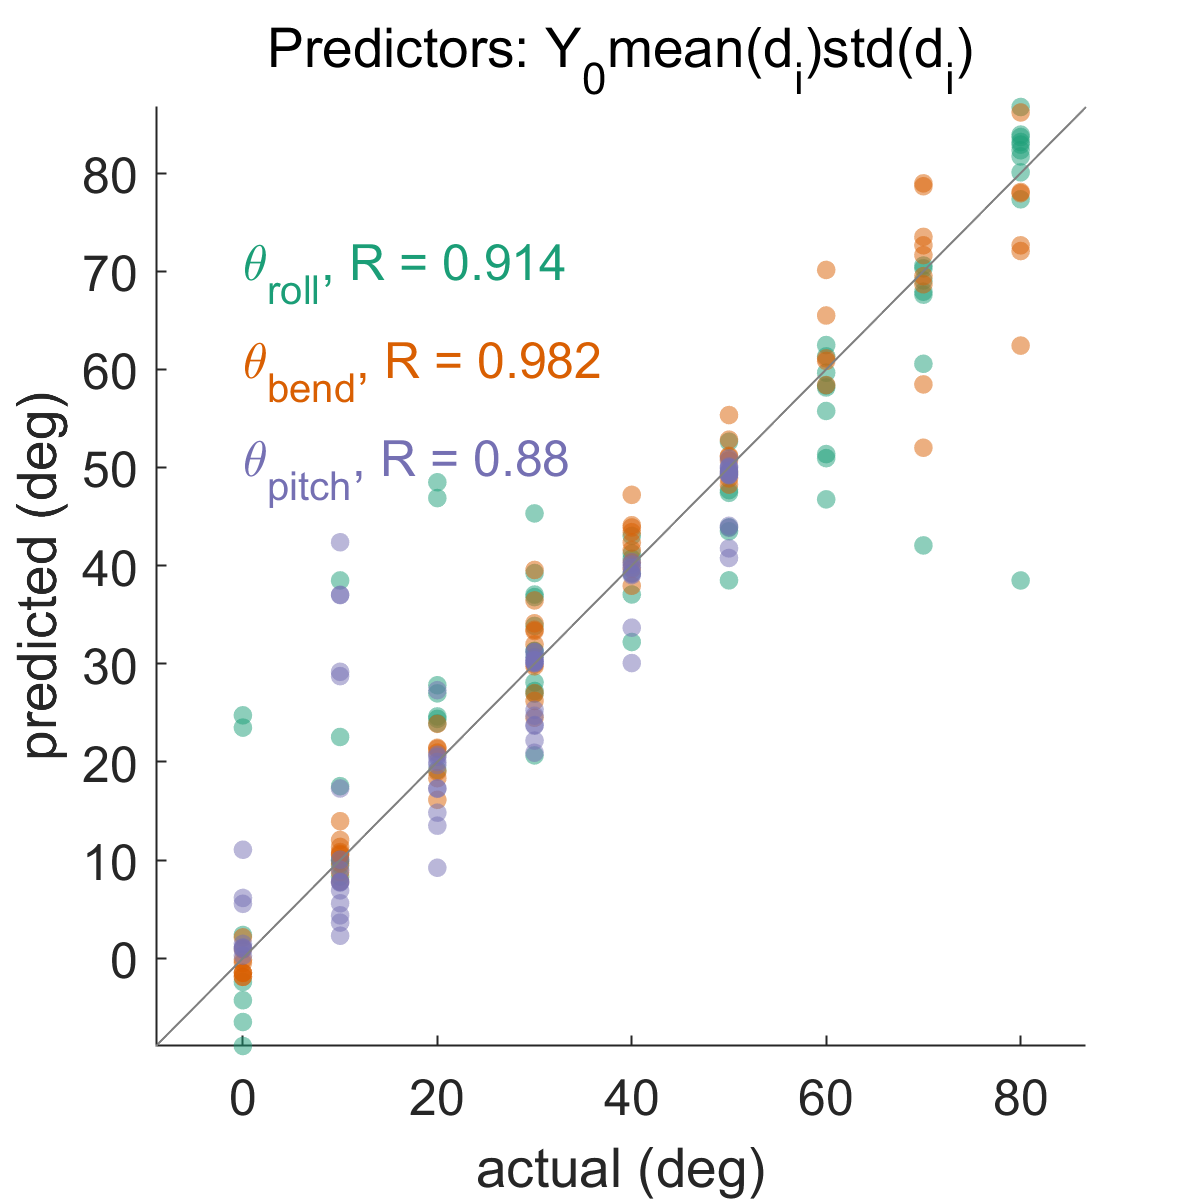 Predictors: Y₀mean(dᵢ)std(dᵢ)
80
θroll, R = 0.914
70
θbend, R = 0.982
60
θpitch, R = 0.88
50
40
30
20
10
0
predicted (deg)
0 20 40 60 80
actual (deg)